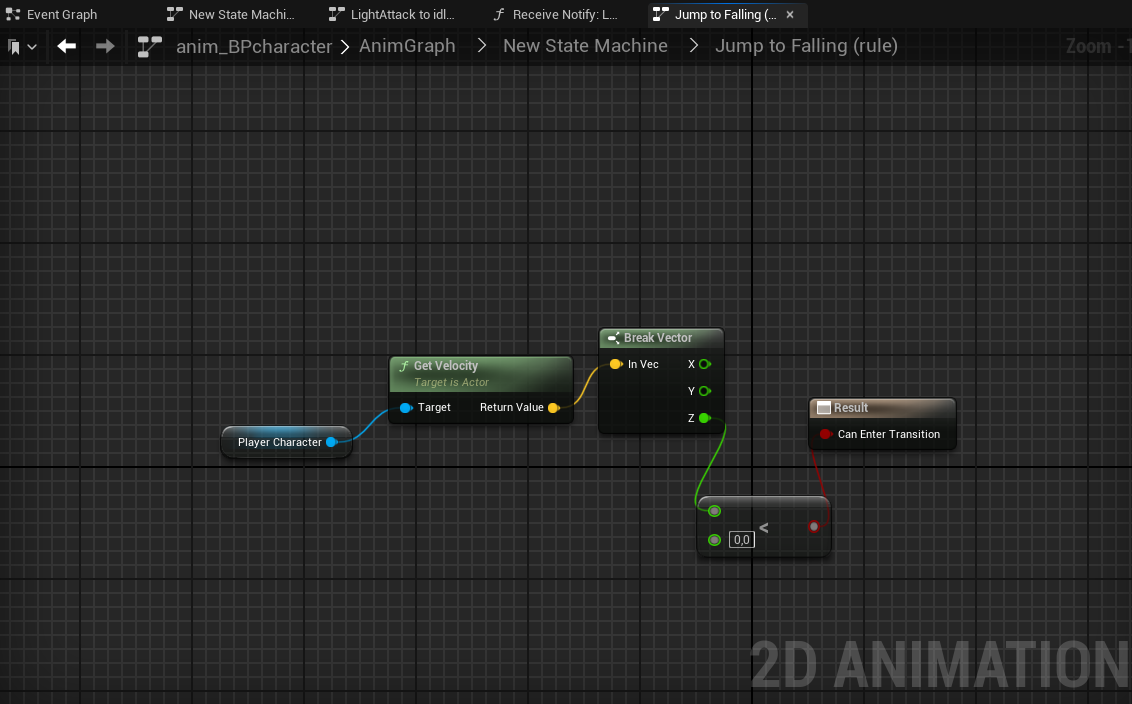 Event Graph
New State Machi...
LightAttack to idl...
Receive Notify: L...
Jump to Falling (...
anim_BPcharacter
AnimGraph
New State Machine
Jump to Falling (rule)
Zoom -1
Break Vector
In Vec
X
Y
Z
Get Velocity
Target is Actor
Target
Return Value
Player Character
Result
Can Enter Transition
<
0,0
2D ANIMATION